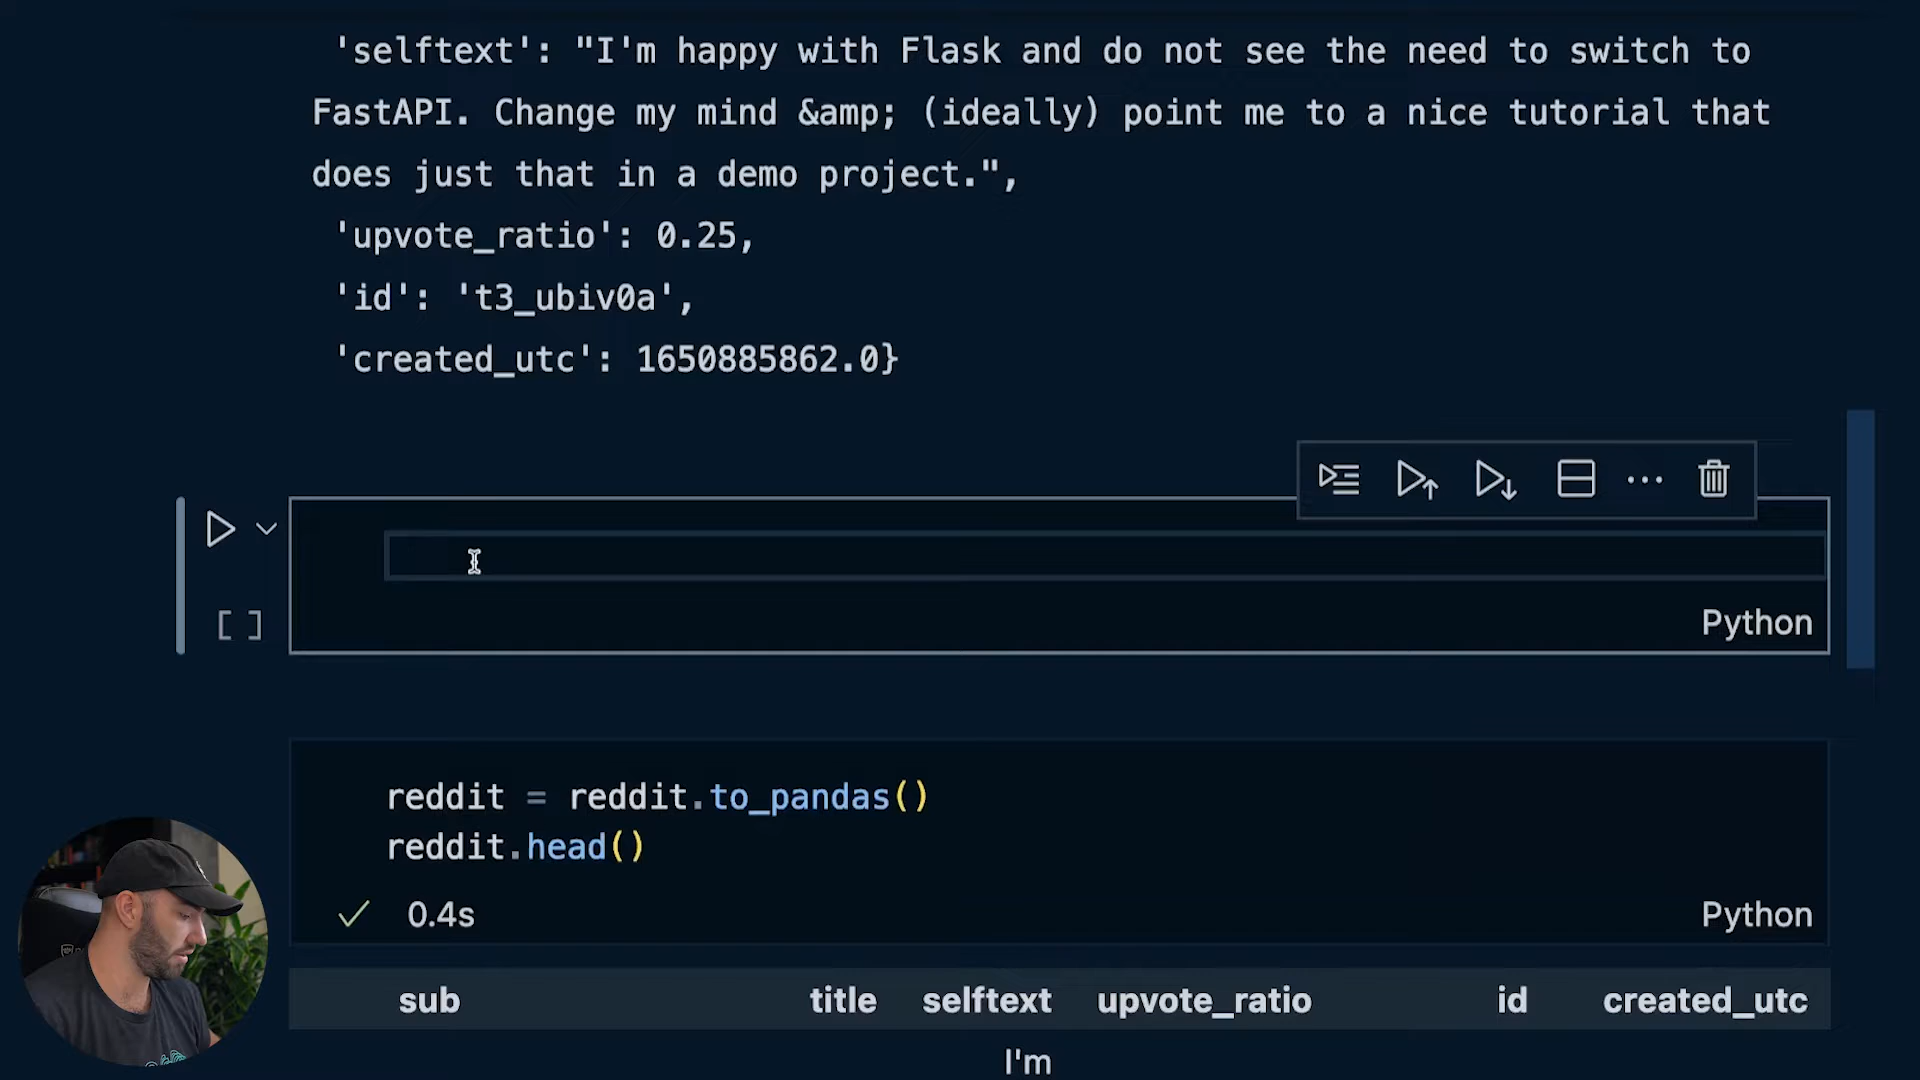 'selftext': "I'm happy with Flask and do not see the need to switch to
FastAPI. Change my mind &amp; (ideally) point me to a nice tutorial that
does just that in a demo project.",
'upvote_ratio': 0.25,
'id': 't3_ubiv0a',
'created_utc': 1650885862.0}
[ ]
Python
reddit = reddit.to_pandas()
reddit.head()
0.4s
Python
sub title selftext upvote_ratio id created_utc
I'm